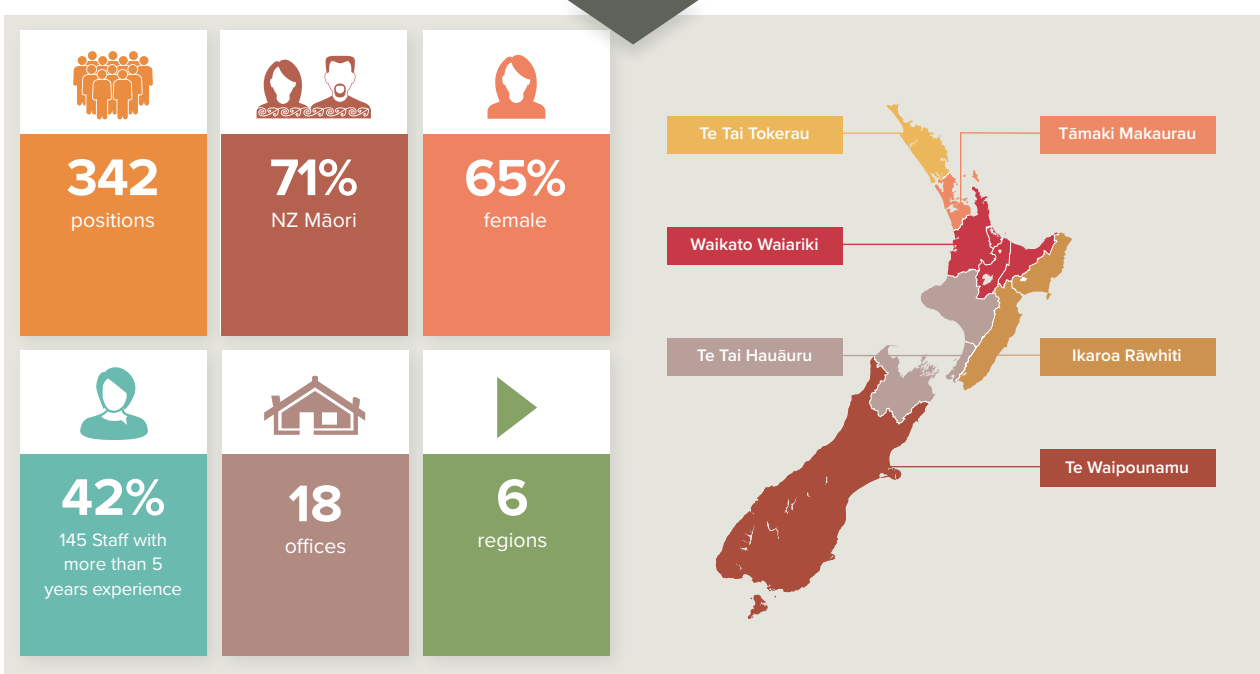 342
positions
71%
NZ Māori
65%
female
42%
145 Staff with
more than 5
years experience
18
offices
6
regions
Te Tai Tokerau
Tāmaki Makaurau
Waikato Waiariki
Te Tai Hauāuru
Ikaroa Rāwhiti
Te Waipounamu